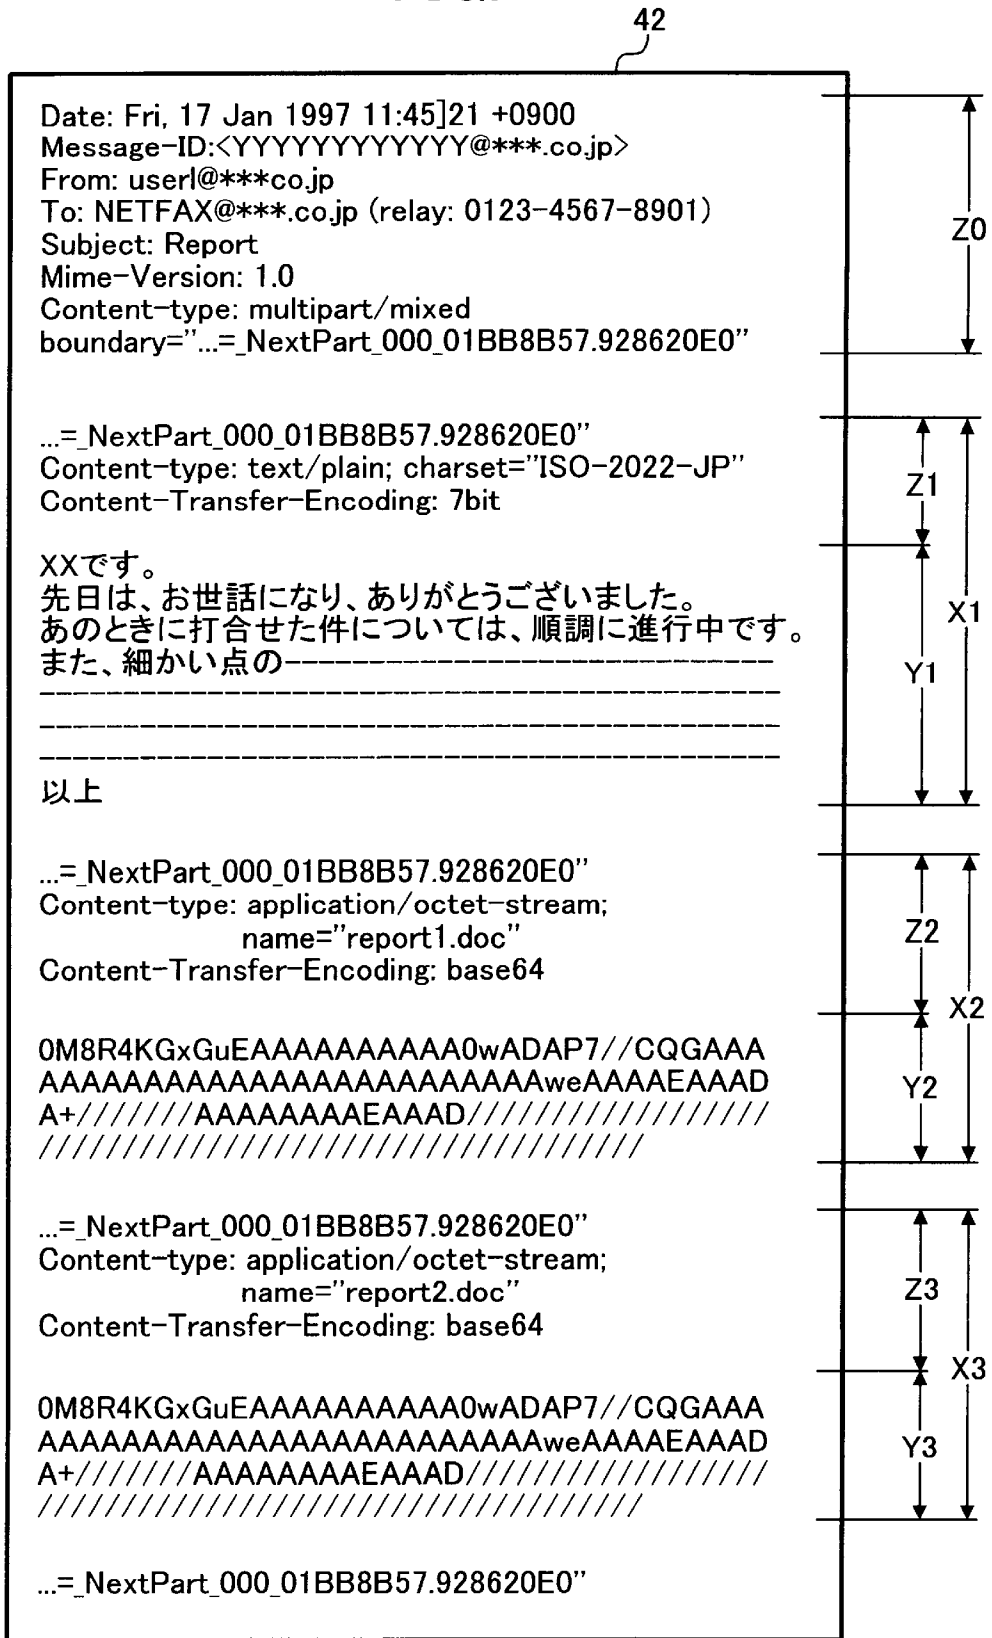 42
Date: Fri, 17 Jan 1997 11:45]21 +0900
Message-ID:<YYYYYYYYYYYY@***.co.jp>
From: userl@***co.jp
To: NETFAX@***.co.jp (relay: 0123-4567-8901)
Subject: Report
Mime-Version: 1.0
Content-type: multipart/mixed
boundary="...=_NextPart_000_01BB8B57.928620E0"
Z0
...=_NextPart_000_01BB8B57.928620E0"
Content-type: text/plain; charset="ISO-2022-JP"
Content-Transfer-Encoding: 7bit
Z1
XXです。
先日は、お世話になり、ありがとうございました。
あのときに打合せた件については、順調に進行中です。
また、細かい点の-----------------------------
--------------------------------------------
--------------------------------------------
--------------------------------------------
以上
Y1
X1
...=_NextPart_000_01BB8B57.928620E0"
Content-type: application/octet-stream;
name="report1.doc"
Content-Transfer-Encoding: base64
Z2
0M8R4KGxGuEAAAAAAAAAA0wADAP7//CQGAAA
AAAAAAAAAAAAAAAAAAAAAAAAweAAAAEAAAD
A+///////AAAAAAAAEAAAD//////////////////
////////////////////////////////////
Y2
X2
...=_NextPart_000_01BB8B57.928620E0"
Content-type: application/octet-stream;
name="report2.doc"
Content-Transfer-Encoding: base64
Z3
0M8R4KGxGuEAAAAAAAAAA0wADAP7//CQGAAA
AAAAAAAAAAAAAAAAAAAAAAAAweAAAAEAAAD
A+///////AAAAAAAAEAAAD//////////////////
////////////////////////////////////
Y3
X3
...=_NextPart_000_01BB8B57.928620E0"